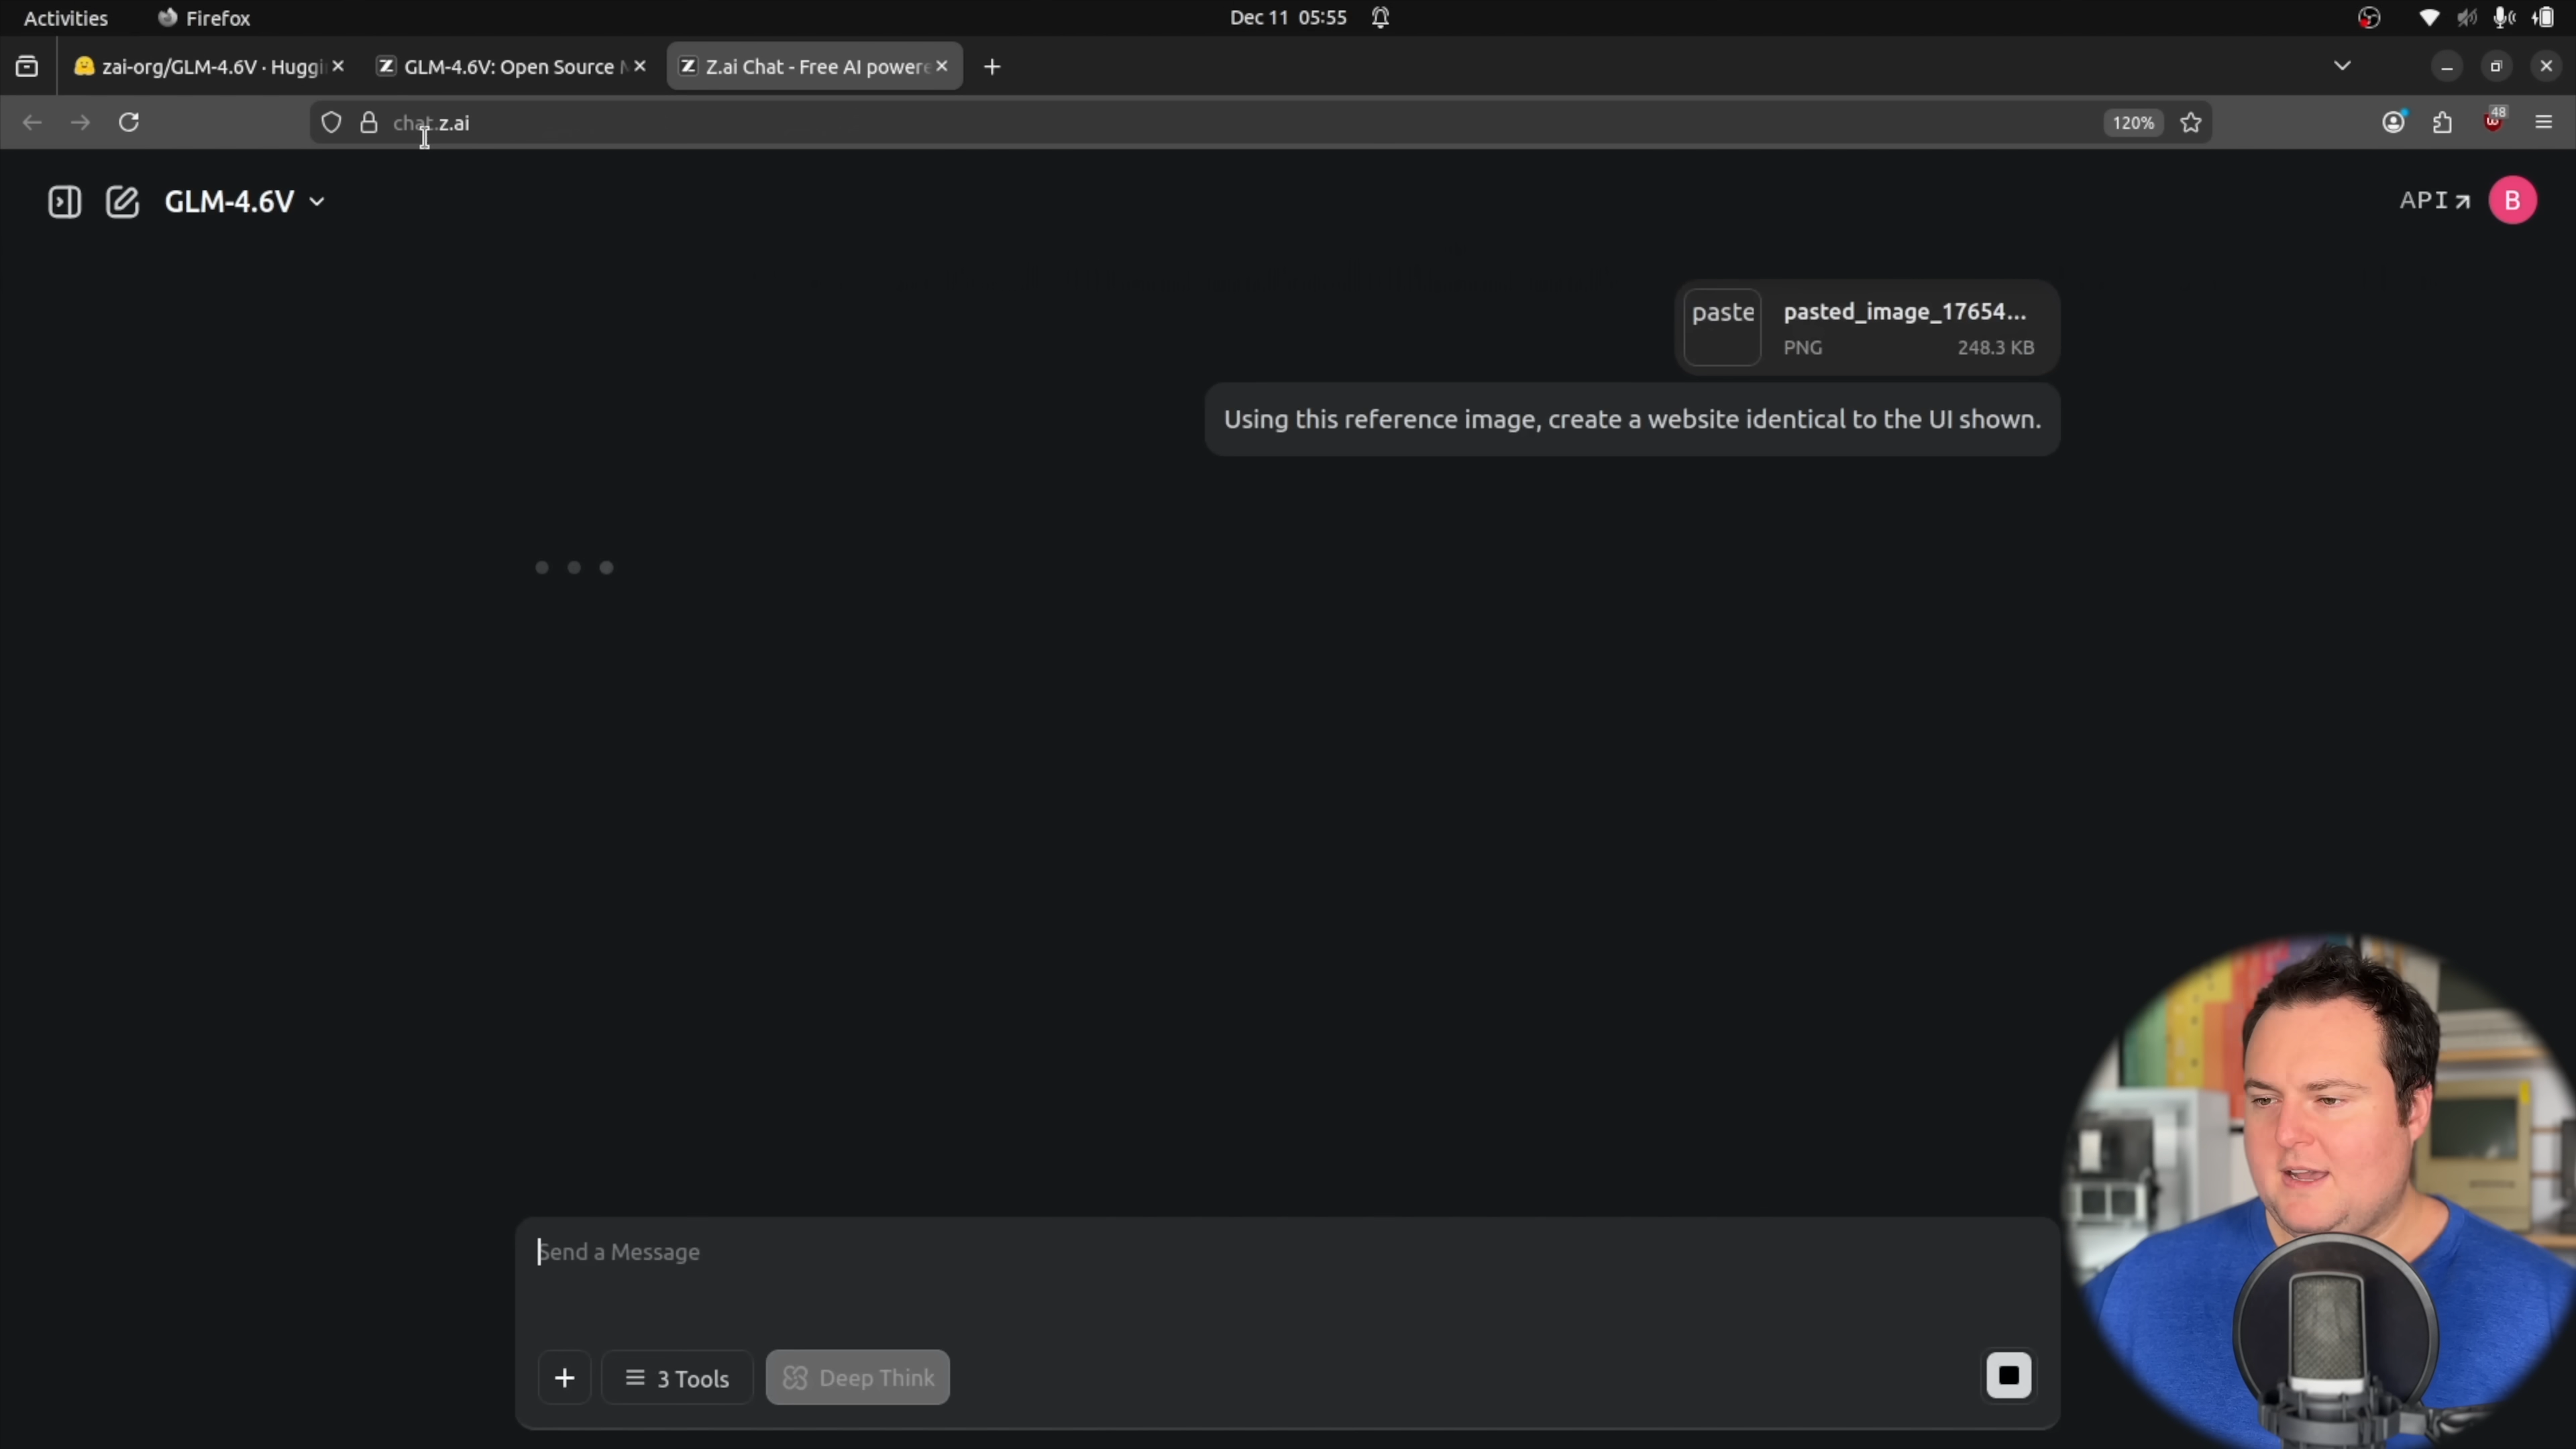 Activities Firefox Dec 11 05:55
zai-org/GLM-4.6V · Huggi GLM-4.6V: Open Source Z.ai Chat - Free AI power
chat.z.ai 120% 48
GLM-4.6V API B
paste pasted_image_17654...
PNG 248.3 KB
Using this reference image, create a website identical to the UI shown.
Send a Message
3 Tools Deep Think